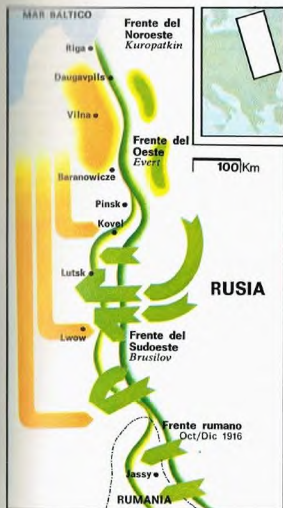 MAR BÁLTICO
Frente del
Noroeste
Kuropatkin
Riga
Daugavpils
Vilna
Frente del
Oeste
Evert
Baranowicze
100 Km
Pinsk
Kovel
Lutsk
RUSIA
Lwow
Frente del
Sudoeste
Brusilov
Frente rumano
Oct/Dic 1916
Jassy
RUMANIA